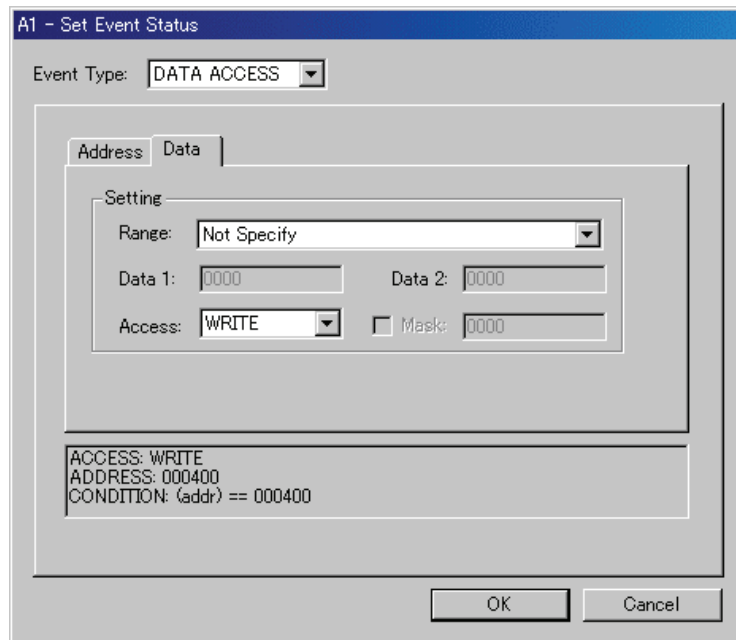 A1 - Set Event Status
Event Type: DATA ACCESS
Address Data
Setting
Range: Not Specify
Data 1: 0000 Data 2: 0000
Access: WRITE Mask: 0000
ACCESS: WRITE
ADDRESS: 000400
CONDITION: (addr) == 000400
OK Cancel